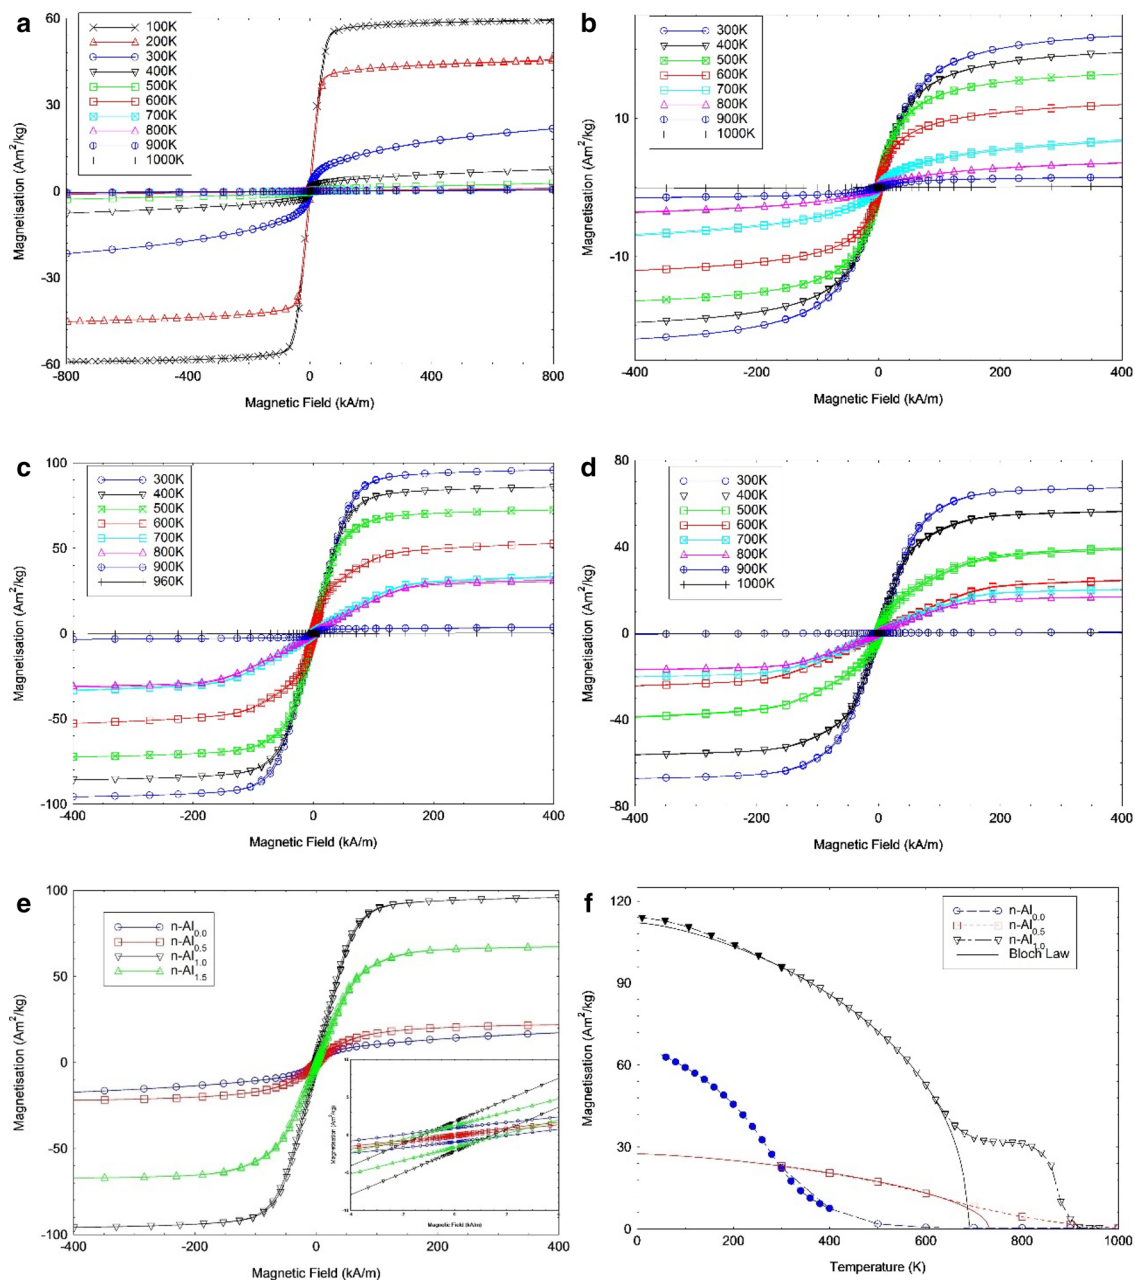 a
100K
200K
300K
400K
500K
600K
700K
800K
900K
1000K
60
30
0
-30
-60
-800
-400
0
400
800
Magnetisation (Am²/kg)
Magnetic Field (kA/m)
b
300K
400K
500K
600K
700K
800K
900K
1000K
10
-10
-400
-200
0
200
400
Magnetisation (Am²/kg)
Magnetic Field (kA/m)
c
300K
400K
500K
600K
700K
800K
900K
960K
100
50
0
-50
-100
-400
-200
0
200
400
Magnetisation (Am²/kg)
Magnetic Field (kA/m)
d
300K
400K
500K
600K
700K
800K
900K
1000K
80
40
0
-40
-80
-400
-200
0
200
400
Magnetisation (Am²/kg)
Magnetic Field (kA/m)
e
n-Al0.0
n-Al0.5
n-Al1.0
n-Al1.5
100
50
0
-50
-100
-400
-200
0
200
400
Magnetisation (Am²/kg)
Magnetic Field (kA/m)
Magnetisation (Am²/kg)
Magnetic Field (kA/m)
f
n-Al0.0
n-Al0.5
n-Al1.0
Bloch Law
120
90
60
30
0
0
200
400
600
800
1000
Magnetisation (Am²/kg)
Temperature (K)